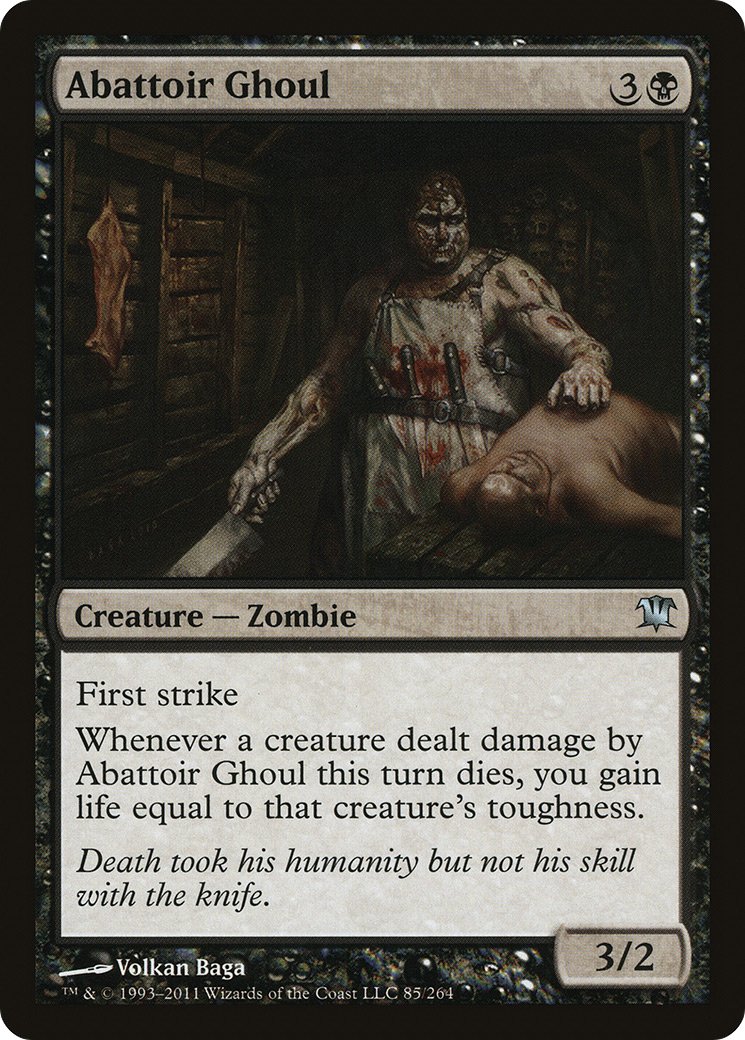 Abattoir Ghoul 3
Creature — Zombie
First strike
Whenever a creature dealt damage by
Abattoir Ghoul this turn dies, you gain
life equal to that creature's toughness.
Death took his humanity but not his skill
with the knife.
3/2
Volkan Baga
™ & © 1993–2011 Wizards of the Coast LLC 85/264